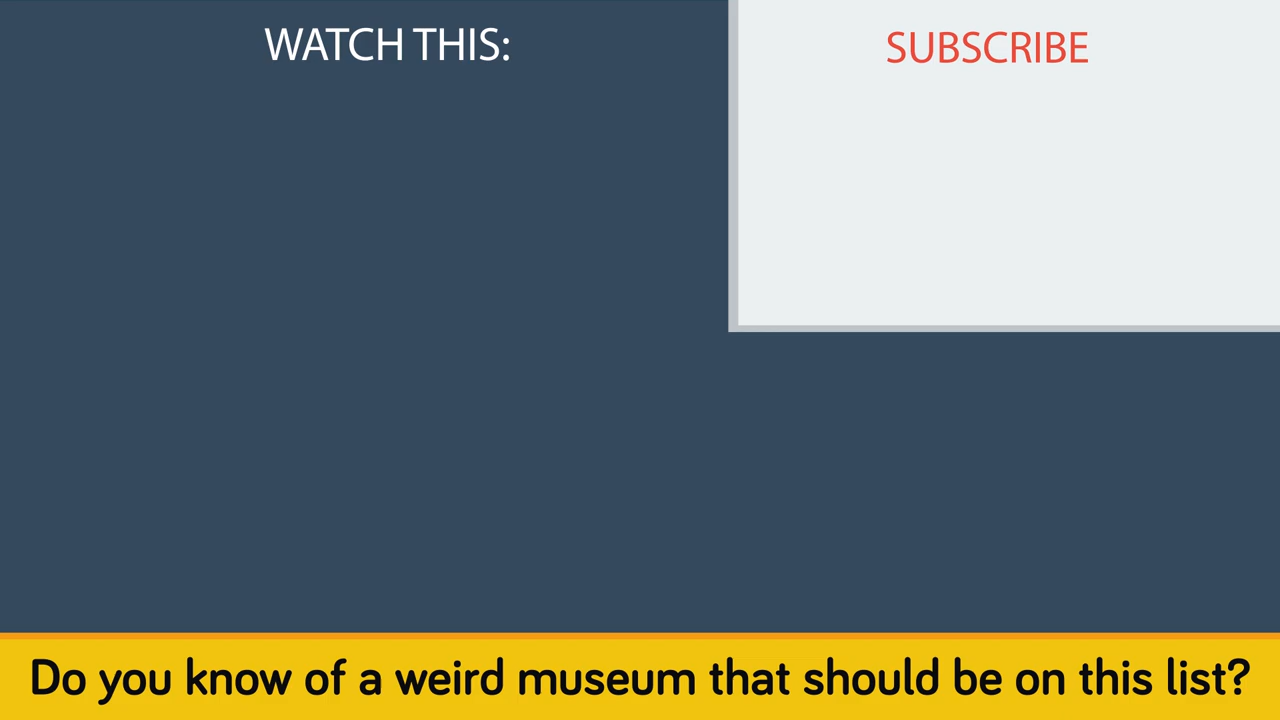 WATCH THIS:
SUBSCRIBE
Do you know of a weird museum that should be on this list?